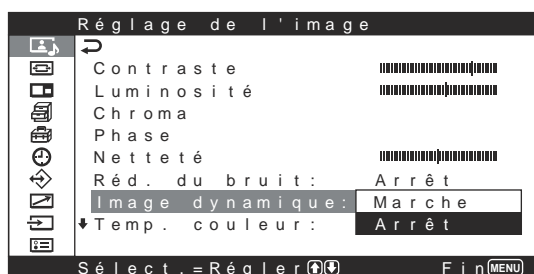 Réglage de l'image
Contraste
Luminosité
Chroma
Phase
Netteté
Réd. du bruit: Arrêt
Image dynamique: Marche
Temp. couleur: Arrêt
Sélect.=Régler Fin MENU